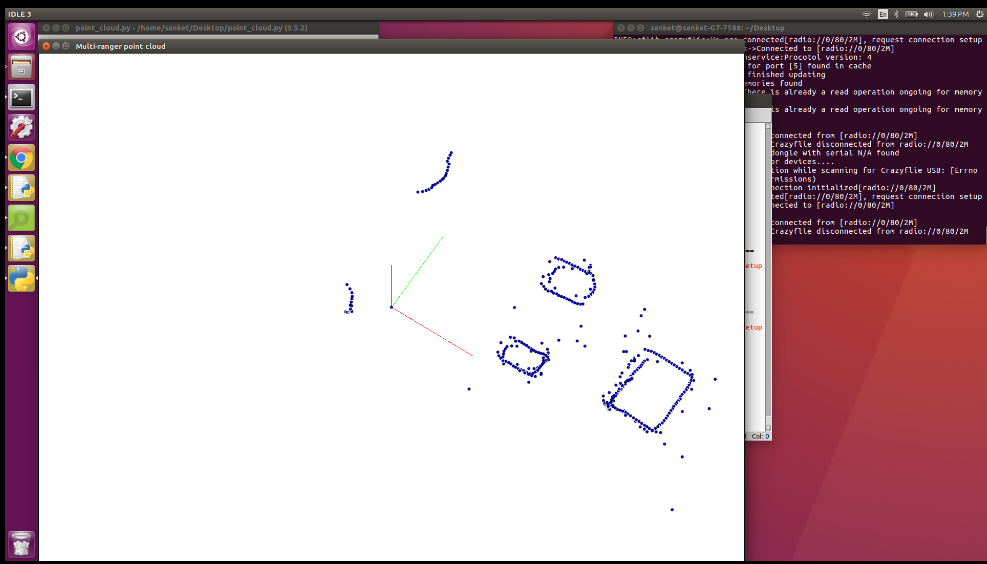 IDLE 3
En
1:39 PM
point_cloud.py - /home/sanket/Desktop/point_cloud.py (3.5.2)
sanket@sanket-G7-7588: ~/Desktop
Multi-ranger point cloud
connected[radio://0/80/2M], request connection setup
->Connected to [radio://0/80/2M]
service:Procotol version: 4
for port [5] found in cache
finished updating
emories found
here is already a read operation ongoing for memory
is already a read operation ongoing for memory
connected from [radio://0/80/2M]
Crazyflie disconnected from radio://0/80/2M
dongle with serial N/A found
or devices....
ion while scanning for Crazyflie USB: [Errno
rmissions)
nection initialized[radio://0/80/2M]
ted[radio://0/80/2M], request connection setup
nected to [radio://0/80/2M]
connected from [radio://0/80/2M]
Crazyflie disconnected from radio://0/80/2M
==
etup
==
etup
Col: 0